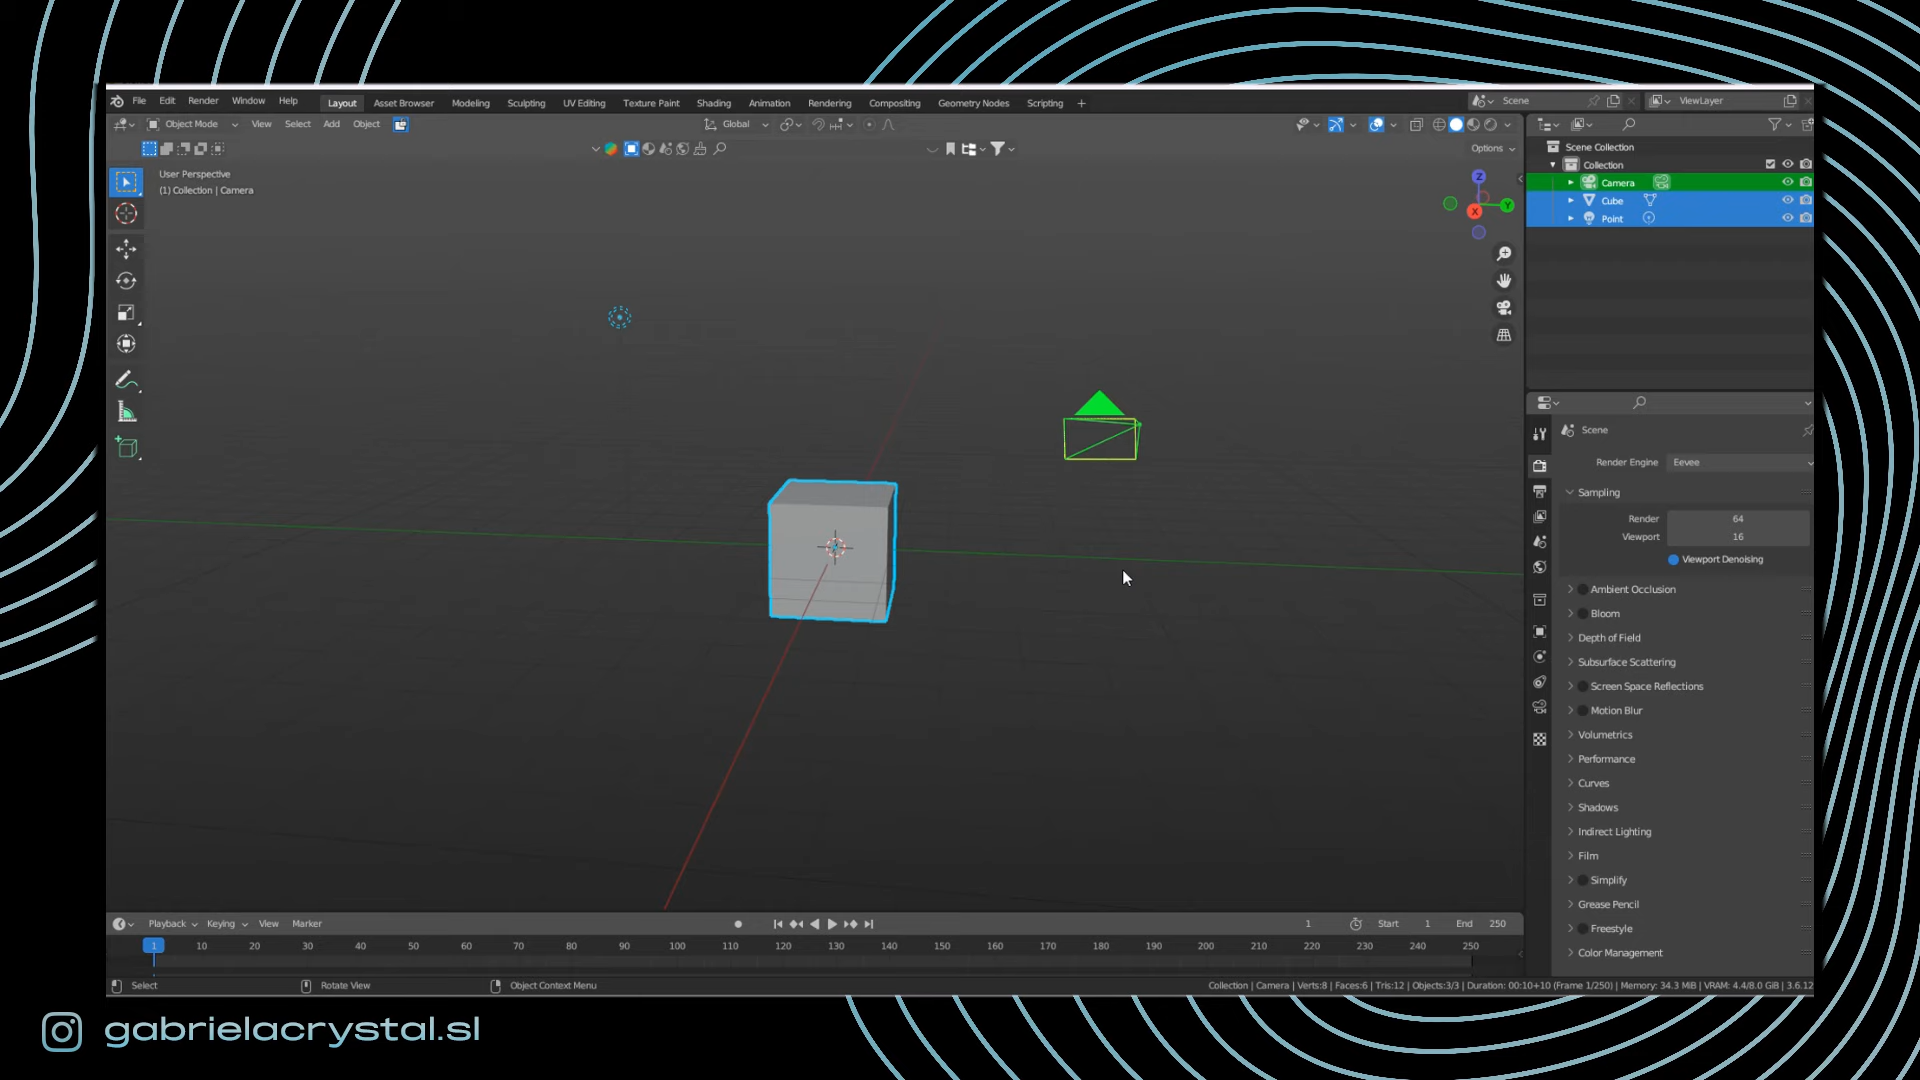 File Edit Render Window Help Layout Asset Browser Modeling Sculpting UV Editing Texture Paint Shading Animation Rendering Compositing Geometry Nodes Scripting + Scene ViewLayer
Object Mode View Select Add Object Global
Options
User Perspective
(1) Collection | Camera
Z
Y
X
Scene Collection
Collection
Camera
Cube
Point
Scene
Render Engine Eevee
Sampling
Render 64
Viewport 16
Viewport Denoising
Ambient Occlusion
Bloom
Depth of Field
Subsurface Scattering
Screen Space Reflections
Motion Blur
Volumetrics
Performance
Curves
Shadows
Indirect Lighting
Film
Simplify
Grease Pencil
Freestyle
Color Management
Playback Keying View Marker 1 Start 1 End 250
1 10 20 30 40 50 60 70 80 90 100 110 120 130 140 150 160 170 180 190 200 210 220 230 240 250
Select Rotate View Object Context Menu Collection | Camera | Verts:8 | Faces:6 | Tris:12 | Objects:3/3 | Duration: 00:10+10 (Frame 1/250) | Memory: 34.3 MiB | VRAM: 4.4/8.0 GiB | 3.6.12
gabrielacrystal.sl